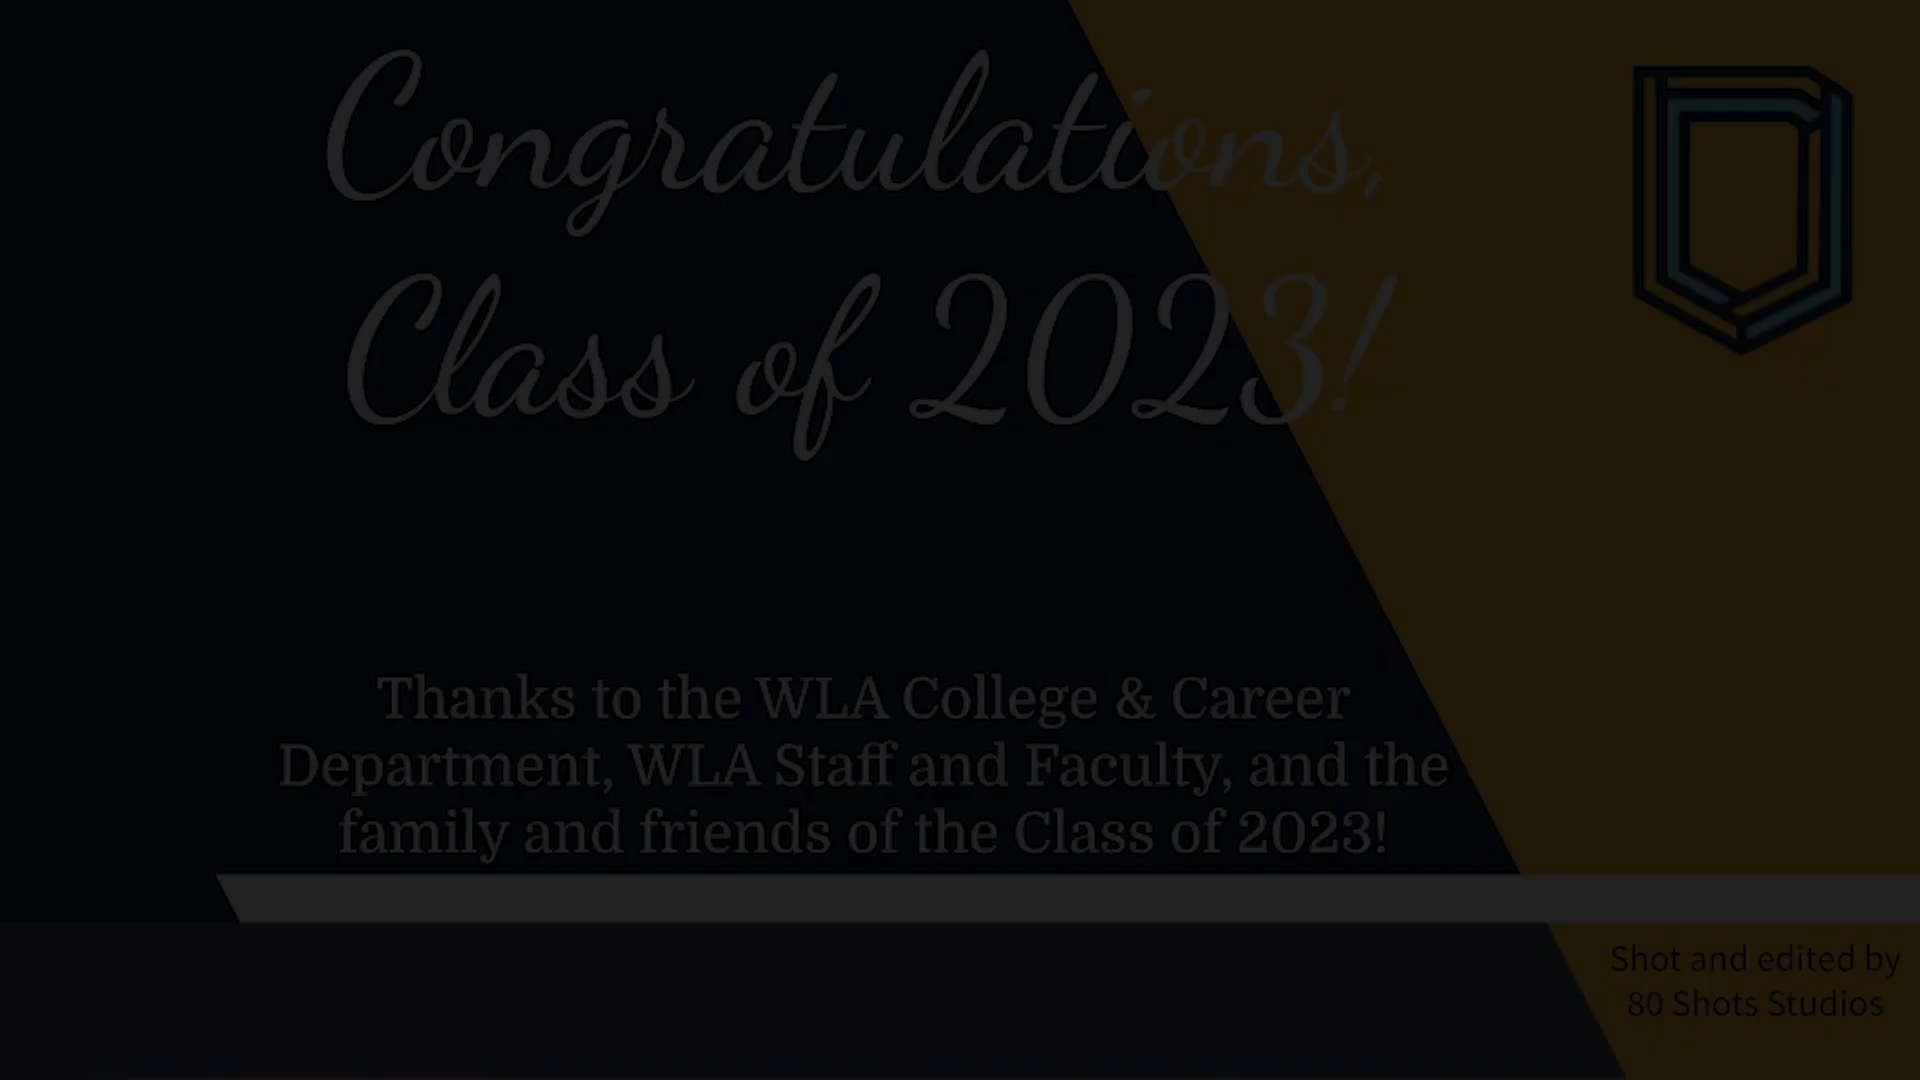 Congratulations,
Class of 2023!
Thanks to the WLA College & Career
Department, WLA Staff and Faculty, and the
family and friends of the Class of 2023!
Shot and edited by
80 Shots Studios